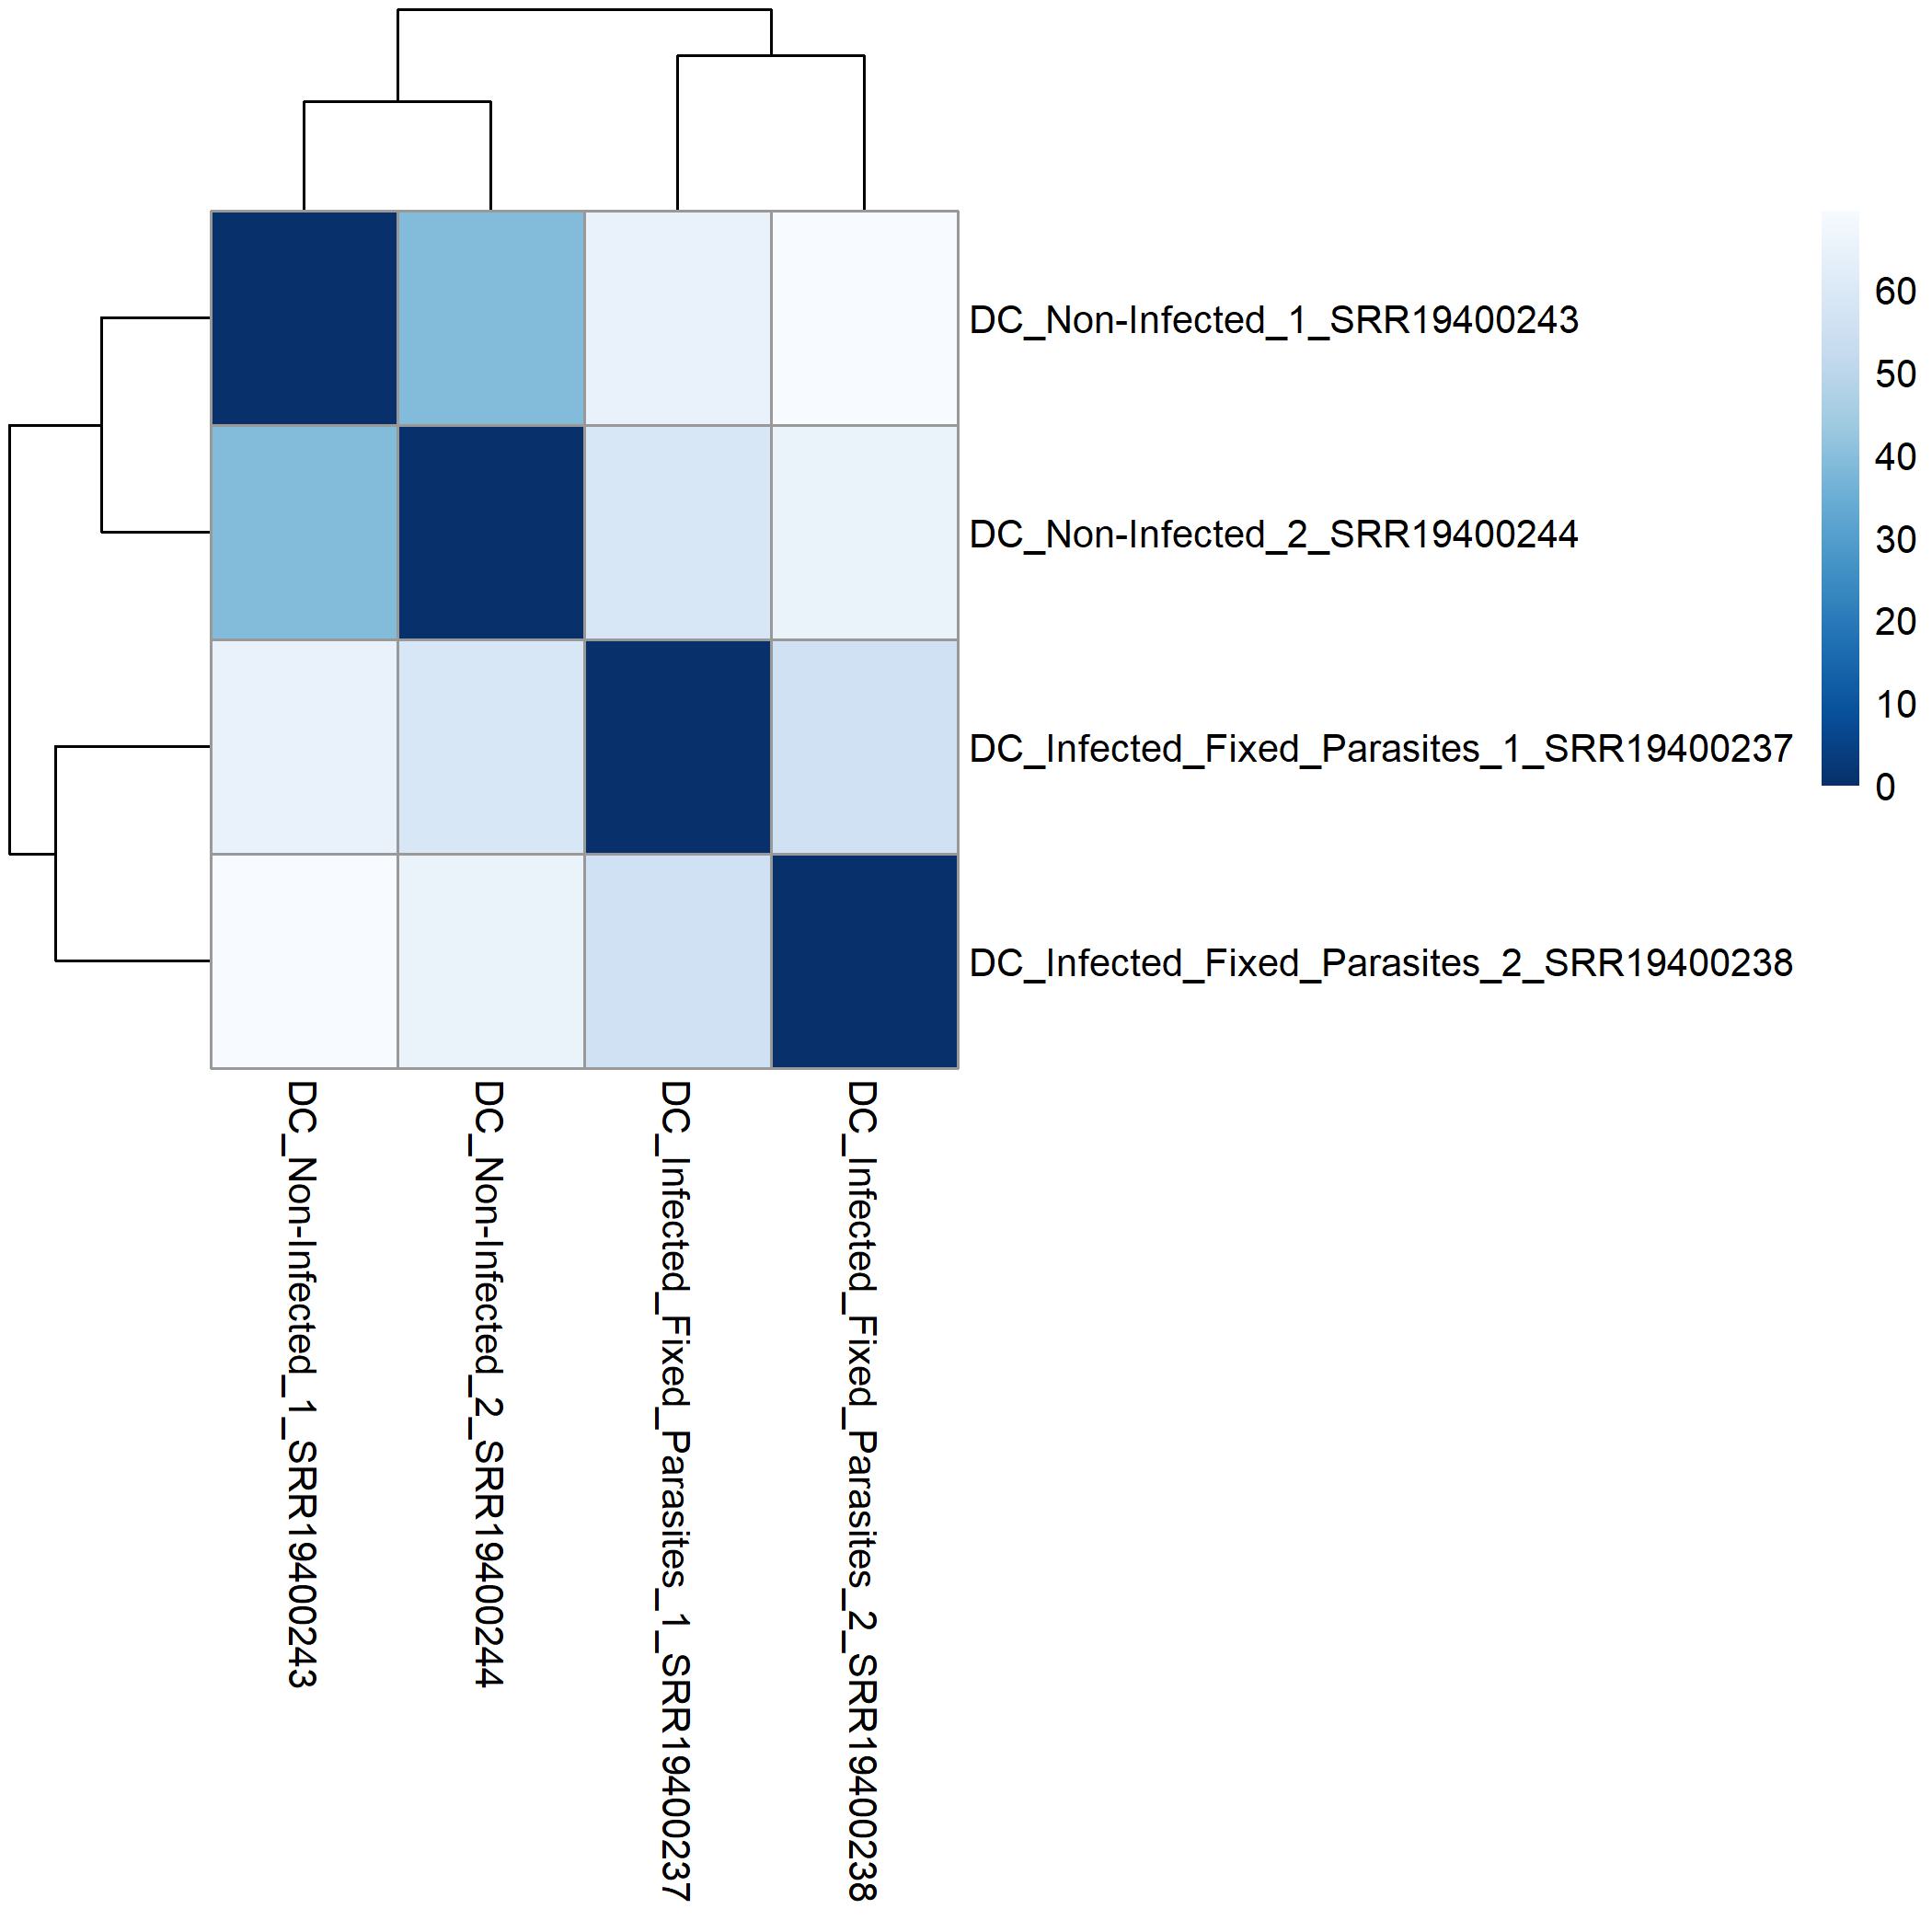 DC_Non-Infected_1_SRR19400243
DC_Non-Infected_2_SRR19400244
DC_Infected_Fixed_Parasites_1_SRR19400237
DC_Infected_Fixed_Parasites_2_SRR19400238
60
50
40
30
20
10
0
DC_Non-Infected_1_SRR19400243
DC_Non-Infected_2_SRR19400244
DC_Infected_Fixed_Parasites_1_SRR19400237
DC_Infected_Fixed_Parasites_2_SRR19400238